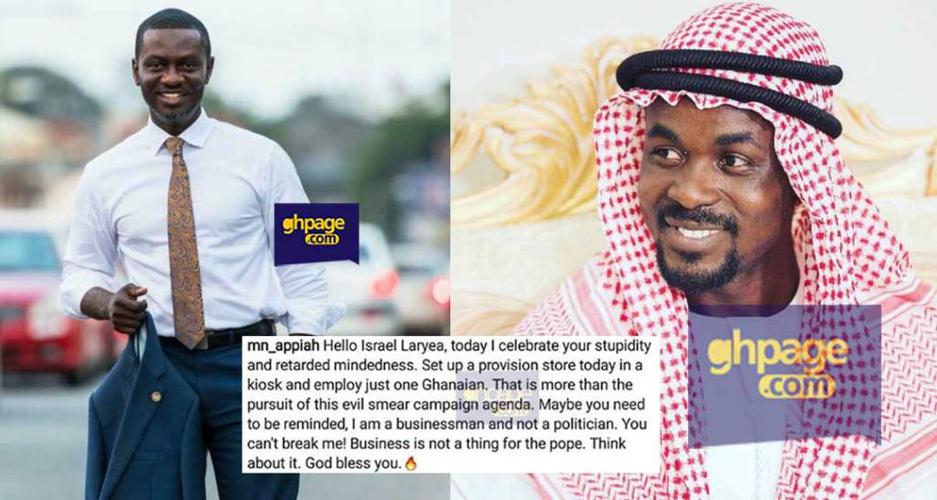 ghpage
.com
mn_appiah Hello Israel Laryea, today I celebrate your stupidity
and retarded mindedness. Set up a provision store today in a
kiosk and employ just one Ghanaian. That is more than the
pursuit of this evil smear campaign agenda. Maybe you need
to be reminded, I am a businessman and not a politician. You
can't break me! Business is not a thing for the pope. Think
about it. God bless you.🔥
ghpage
.com
ghpage
.com